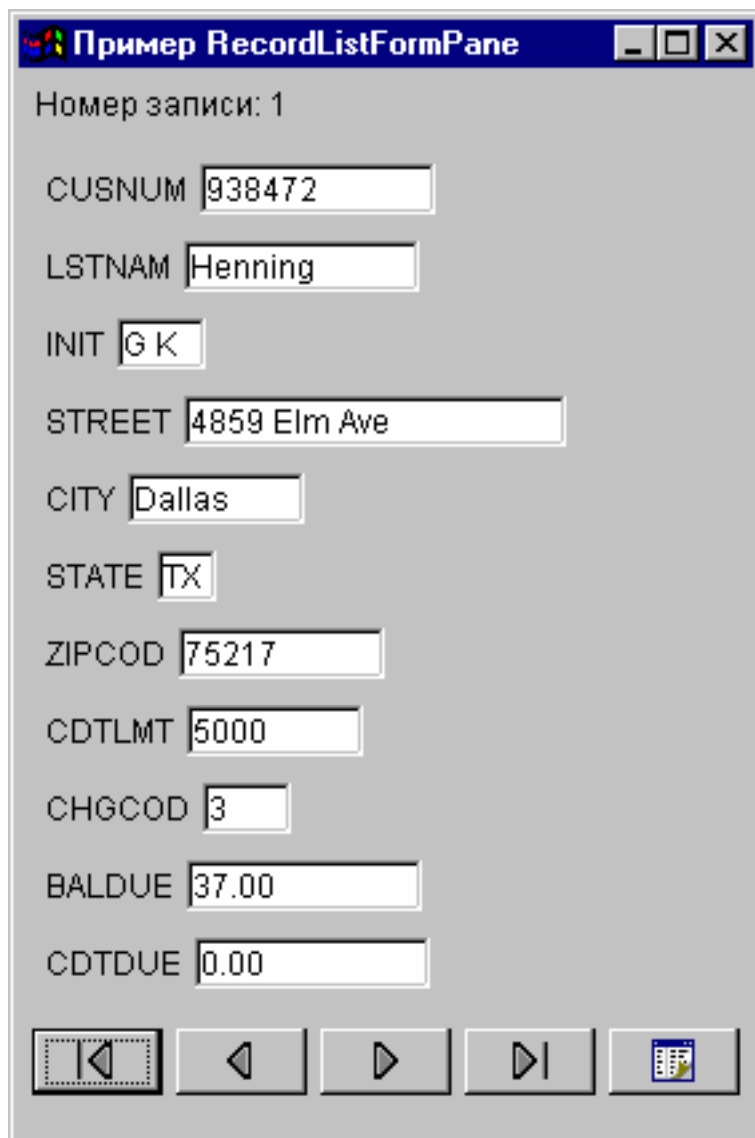 Пример RecordListFormPane
Номер записи: 1
CUSNUM 938472
LSTNAM Henning
INIT G K
STREET 4859 Elm Ave
CITY Dallas
STATE TX
ZIPCOD 75217
CDTLMT 5000
CHGCOD 3
BALDUE 37.00
CDTDUE 0.00